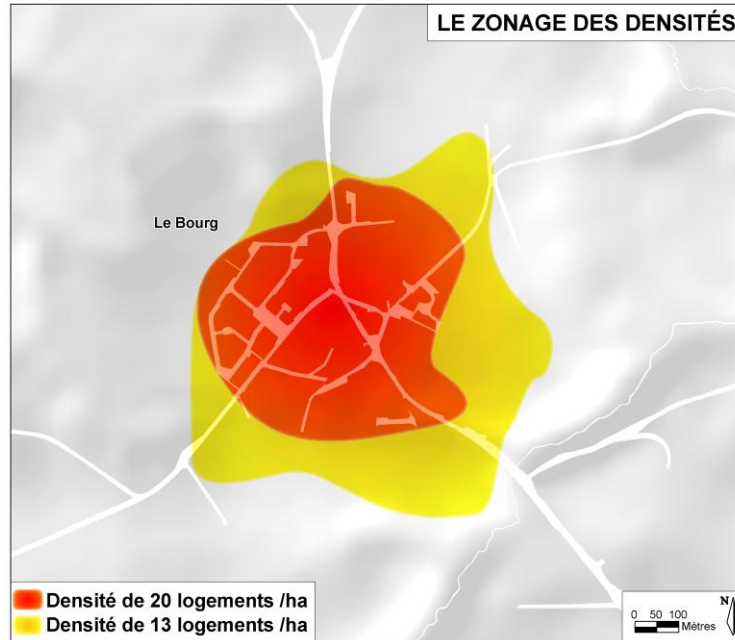 LE ZONAGE DES DENSITÉS
Le Bourg
Densité de 20 logements /ha
Densité de 13 logements /ha
N
0 50 100
Mètres